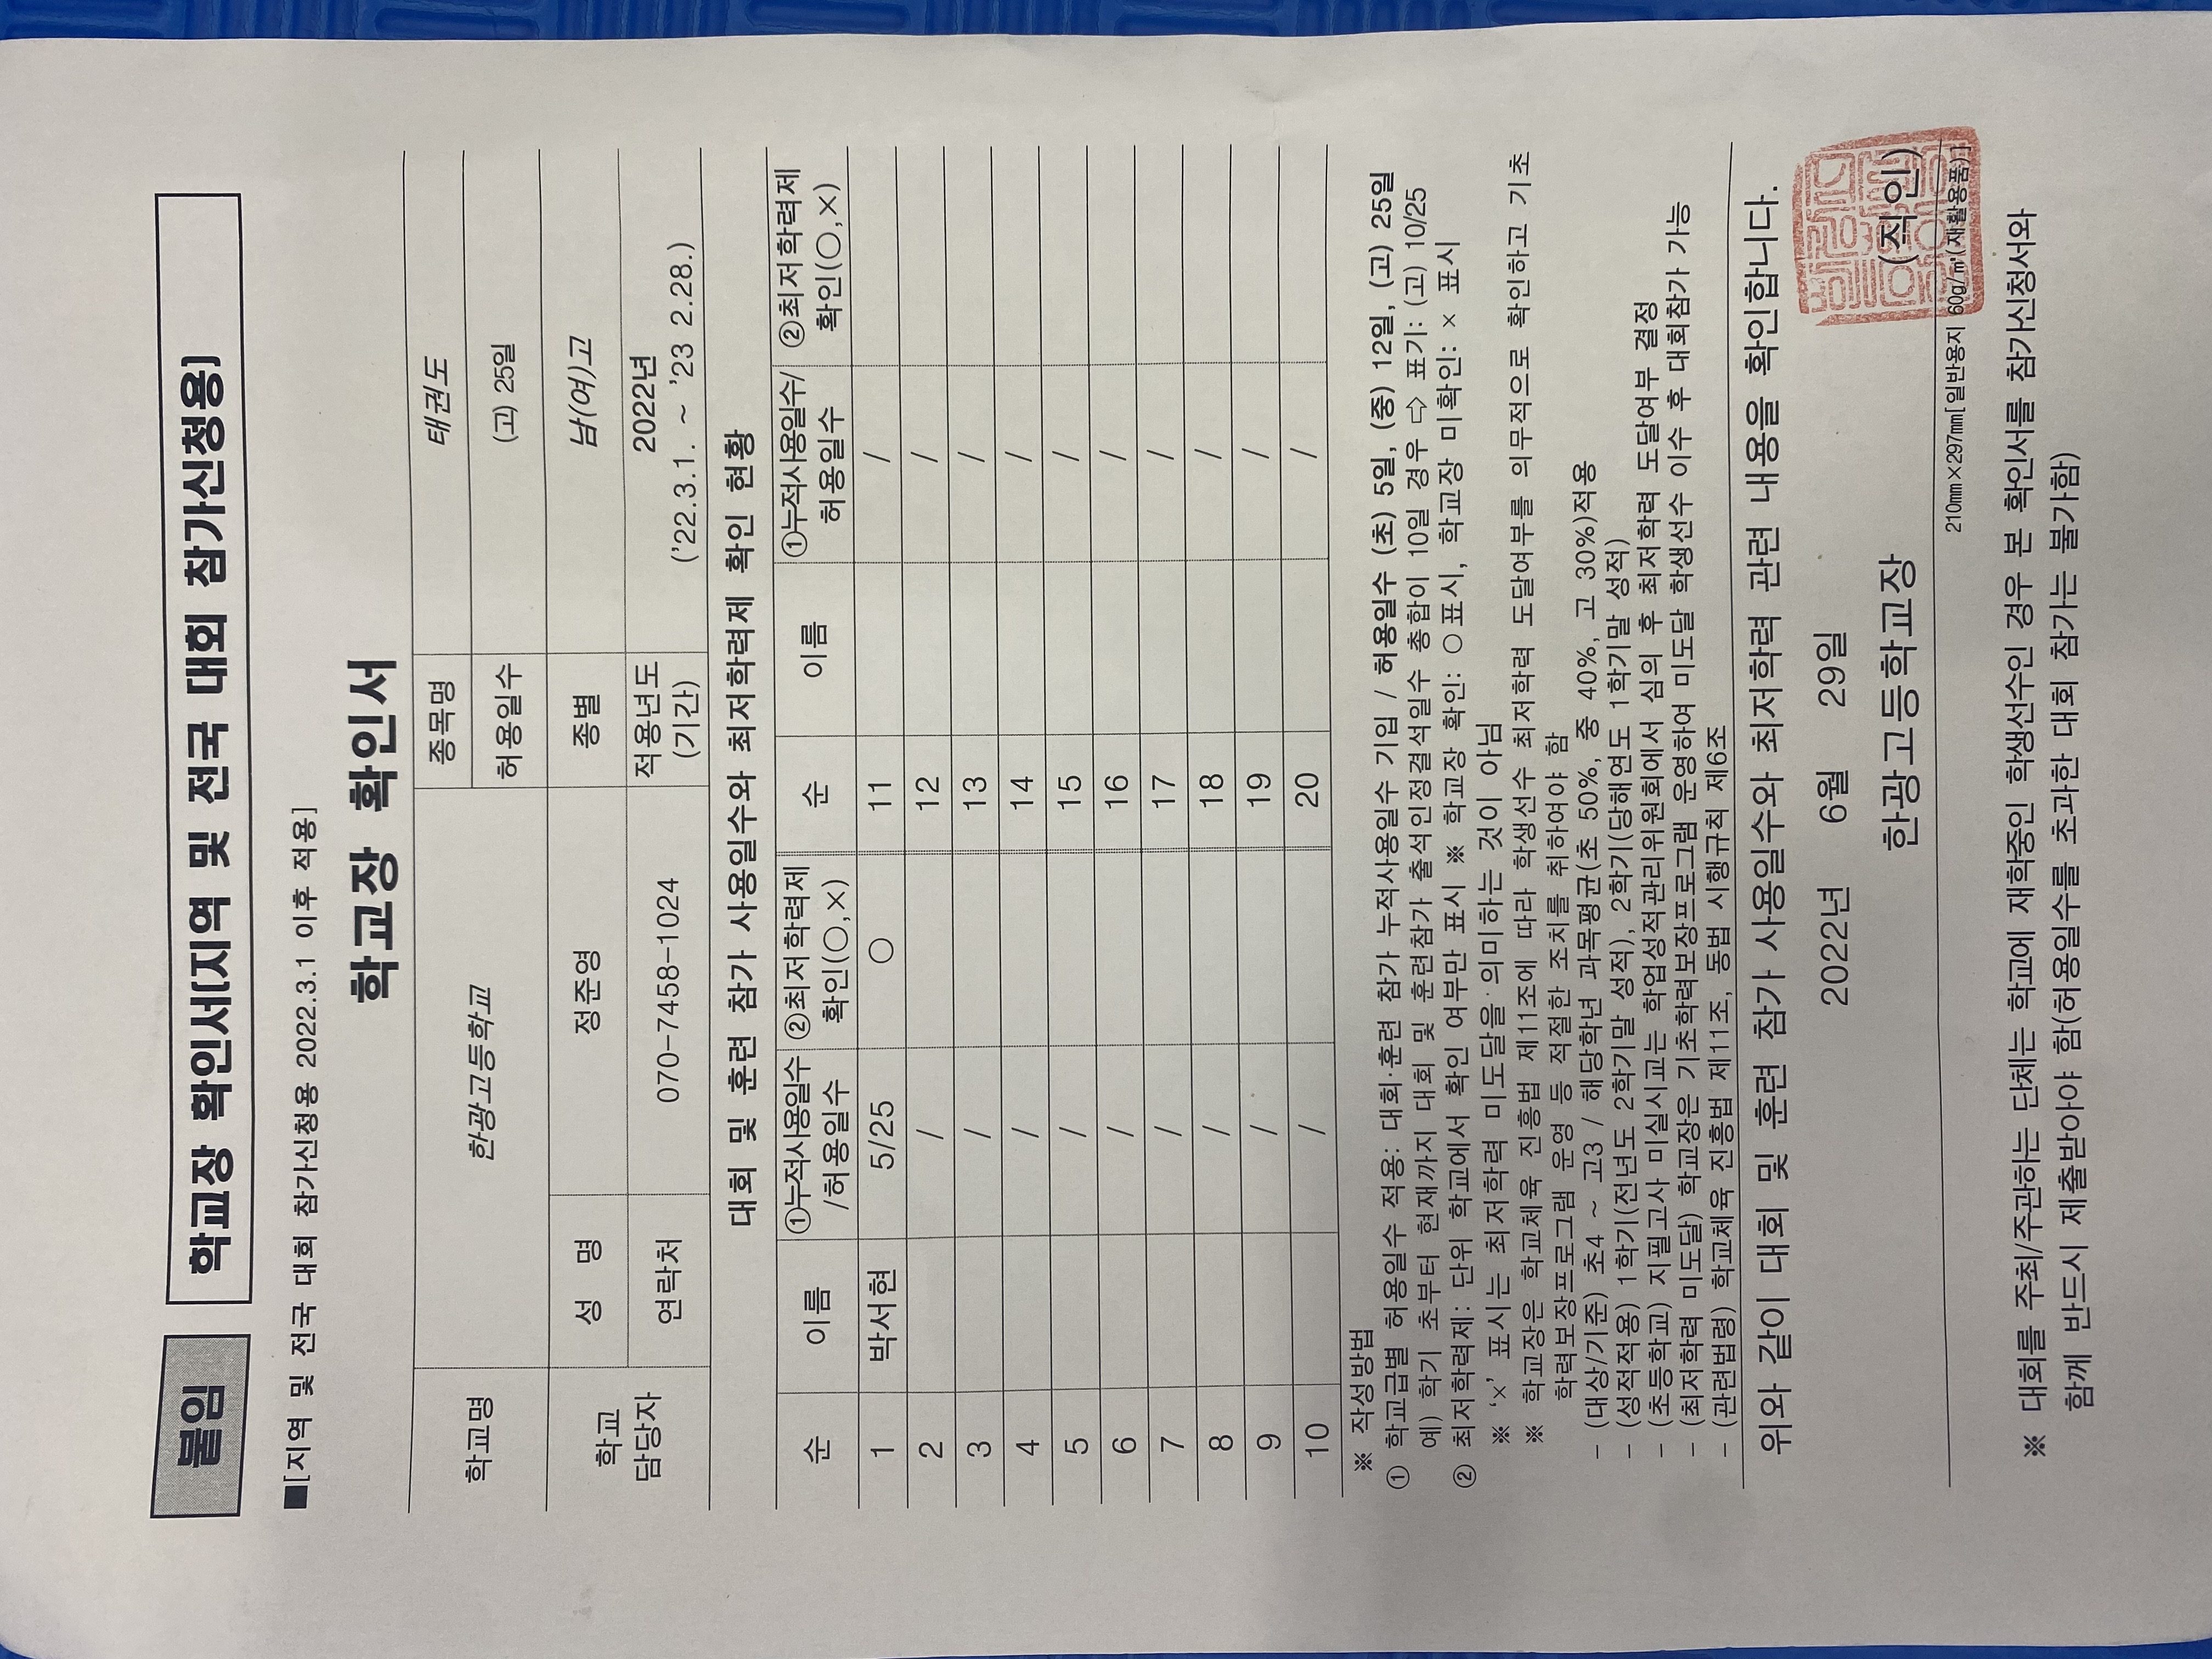 붙임
학교장 확인서(지역 및 전국 대회 참가신청용)
■[지역 및 전국 대회 참가신청용 2022.3.1 이후 적용]
학교장 확인서
학교명 한광고등학교 종목명 태권도
허용일수 (고) 25일
학교 담당자 성 명 정준영 종별 남(여)고
연락처 070-7458-1024 적용년도 (기간) 2022년 ('22.3.1. ~ '23 2.28.)
대회 및 훈련 참가 사용일수와 최저학력제 확인 현황
순 이름 ①누적사용일수/허용일수 ②최저학력제 확인(○,×) 순 이름 ①누적사용일수/허용일수 ②최저학력제 확인(○,×)
1 박서현 5/25 ○ 11 /
2 / 12 /
3 / 13 /
4 / 14 /
5 / 15 /
6 / 16 /
7 / 17 /
8 / 18 /
9 / 19 /
10 / 20 /
※ 작성방법
① 학교급별 허용일수 적용: 대회·훈련 참가 누적사용일수 기입 / 허용일수 (초) 5일, (중) 12일, (고) 25일
예) 학기 초부터 현재까지 대회 및 훈련참가 출석인정결석일수 총합이 10일 경우 ⇨ 표기: (고) 10/25
② 최저학력제: 단위 학교에서 확인 여부만 표시 ※ 학교장 확인: ○ 표시, 학교장 미확인: × 표시
※ '×' 표시는 최저학력 미도달을 의미하는 것이 아님
※ 학교장은 학교체육 진흥법 제11조에 따라 학생선수 최저학력 도달여부를 의무적으로 확인하고 기초
학력보장프로그램 운영 등 적절한 조치를 취하여야 함
- (대상/기준) 초4 ~ 고3 / 해당학년 과목평균(초 50%, 중 40%, 고 30%)적용
- (성적적용) 1학기(전년도 2학기말 성적), 2학기(당해연도 1학기말 성적)
- (초등학교) 지필고사 미실시교는 학업성적관리위원회에서 심의 후 최저학력 도달여부 결정
- (최저학력 미도달) 학교장은 기초학력보장프로그램 운영하여 미도달 학생선수 이수 후 대회참가 가능
- (관련법령) 학교체육 진흥법 제11조, 동법 시행규칙 제6조
위와 같이 대회 및 훈련 참가 사용일수와 최저학력 관련 내용을 확인합니다.
2022년 6월 29일
한광고등학교장 (직인)
210㎜×297㎜[일반용지 60g/㎡(재활용품)]
※ 대회를 주최/주관하는 단체는 학교에 재학중인 학생선수인 경우 본 확인서를 참가신청서와
함께 반드시 제출받아야 함(허용일수를 초과한 대회 참가는 불가함)